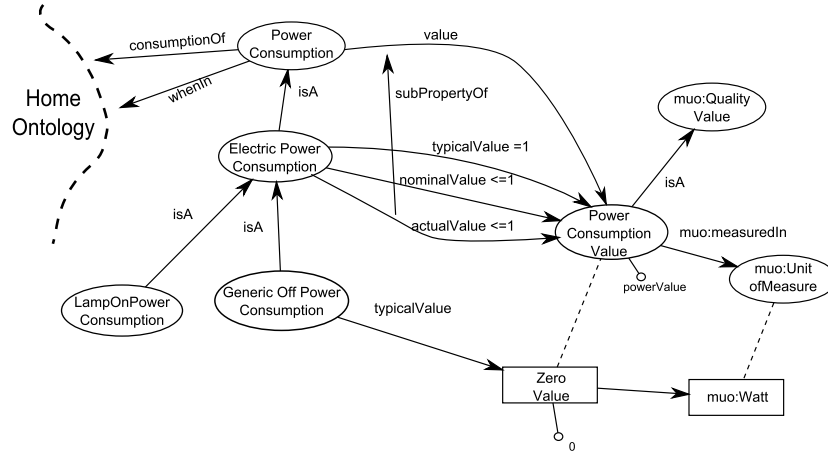 Power
Consumption
consumptionOf
whenIn
value
Home
Ontology
isA
subPropertyOf
muo:Quality
Value
Electric Power
Consumption
typicalValue =1
nominalValue <=1
actualValue <=1
isA
isA
isA
Power
Consumption
Value
muo:measuredIn
powerValue
muo:Unit
ofMeasure
LampOnPower
Consumption
Generic Off Power
Consumption
typicalValue
Zero
Value
muo:Watt
0